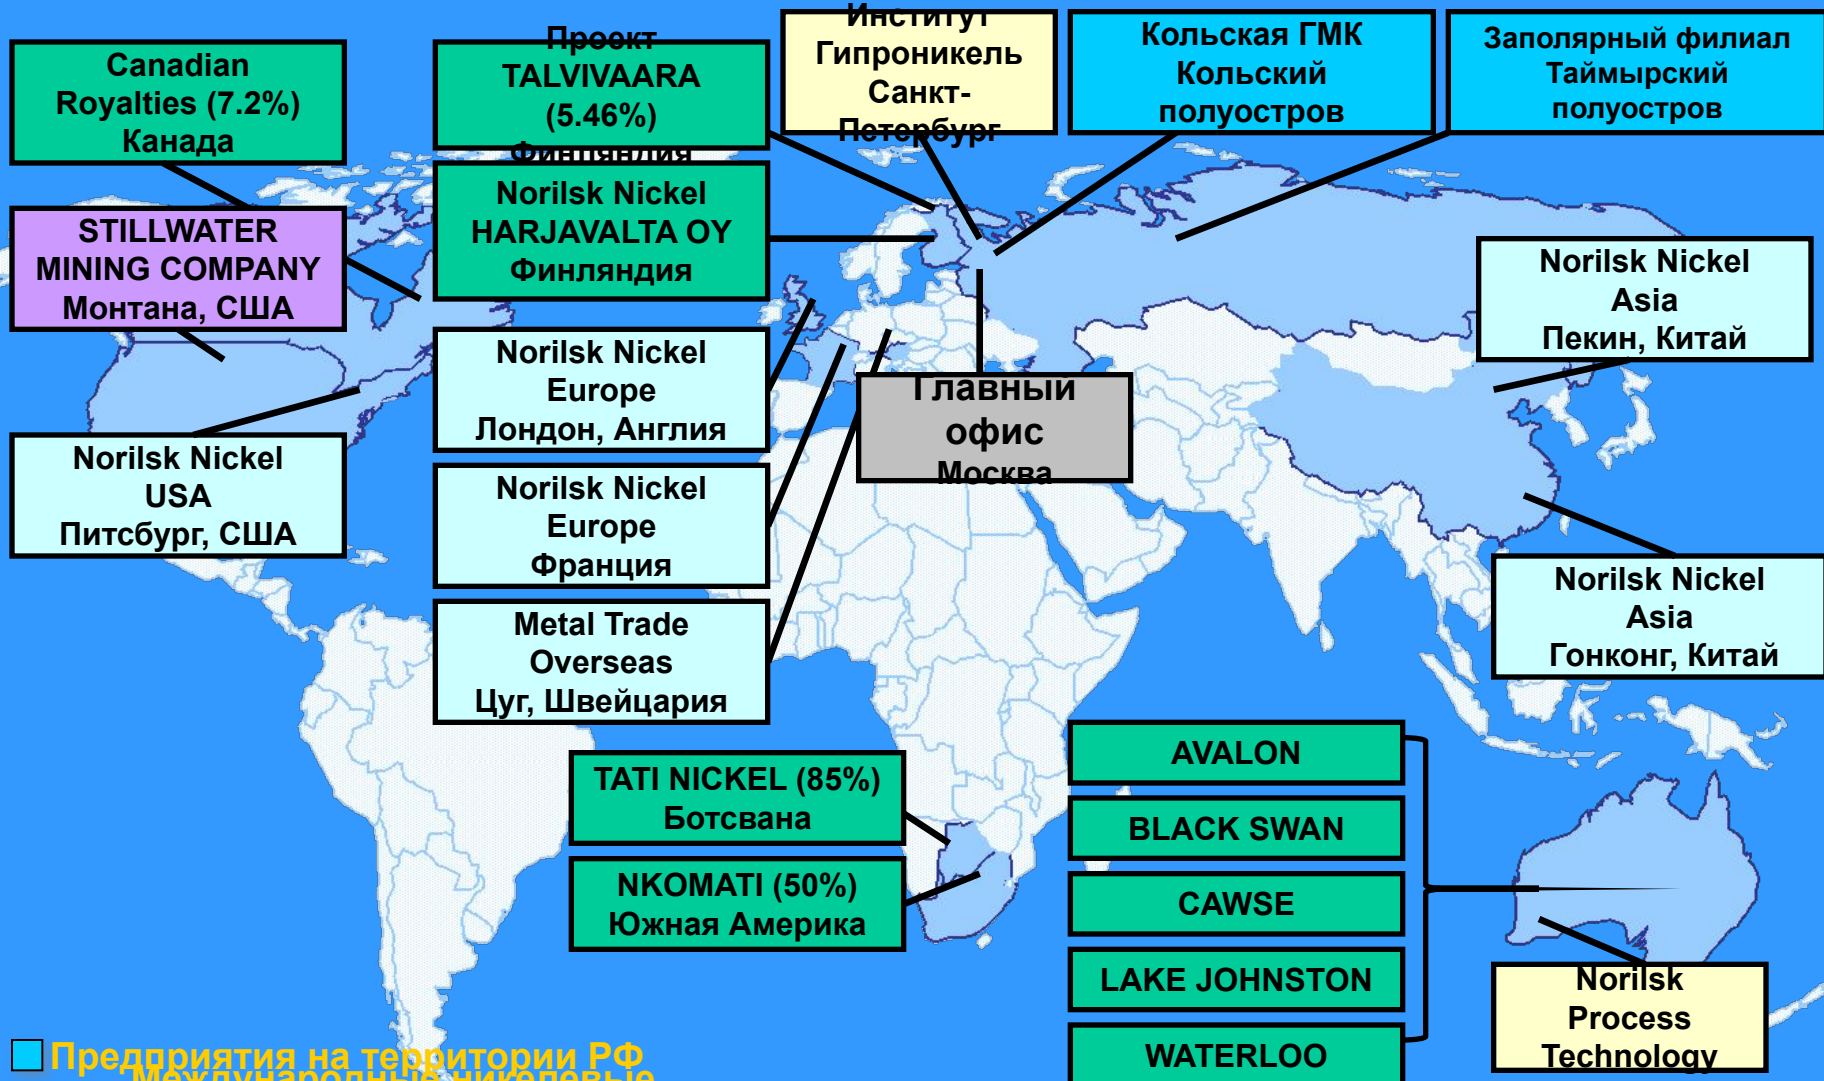 Canadian
Royalties (7.2%)
Канада
Проект
TALVIVAARA
(5.46%)
Финляндия
Институт
Гипроникель
Санкт-
Петербург
Кольская ГМК
Кольский
полуостров
Заполярный филиал
Таймырский
полуостров
STILLWATER
MINING COMPANY
Монтана, США
Norilsk Nickel
HARJAVALTA OY
Финляндия
Norilsk Nickel
Asia
Пекин, Китай
Norilsk Nickel
Europe
Лондон, Англия
Главный
офис
Москва
Norilsk Nickel
USA
Питсбург, США
Norilsk Nickel
Europe
Франция
Norilsk Nickel
Asia
Гонконг, Китай
Metal Trade
Overseas
Цуг, Швейцария
TATI NICKEL (85%)
Ботсвана
NKOMATI (50%)
Южная Америка
AVALON
BLACK SWAN
CAWSE
LAKE JOHNSTON
WATERLOO
Norilsk
Process
Technology
Предприятия на территории РФ
Международные никелевые